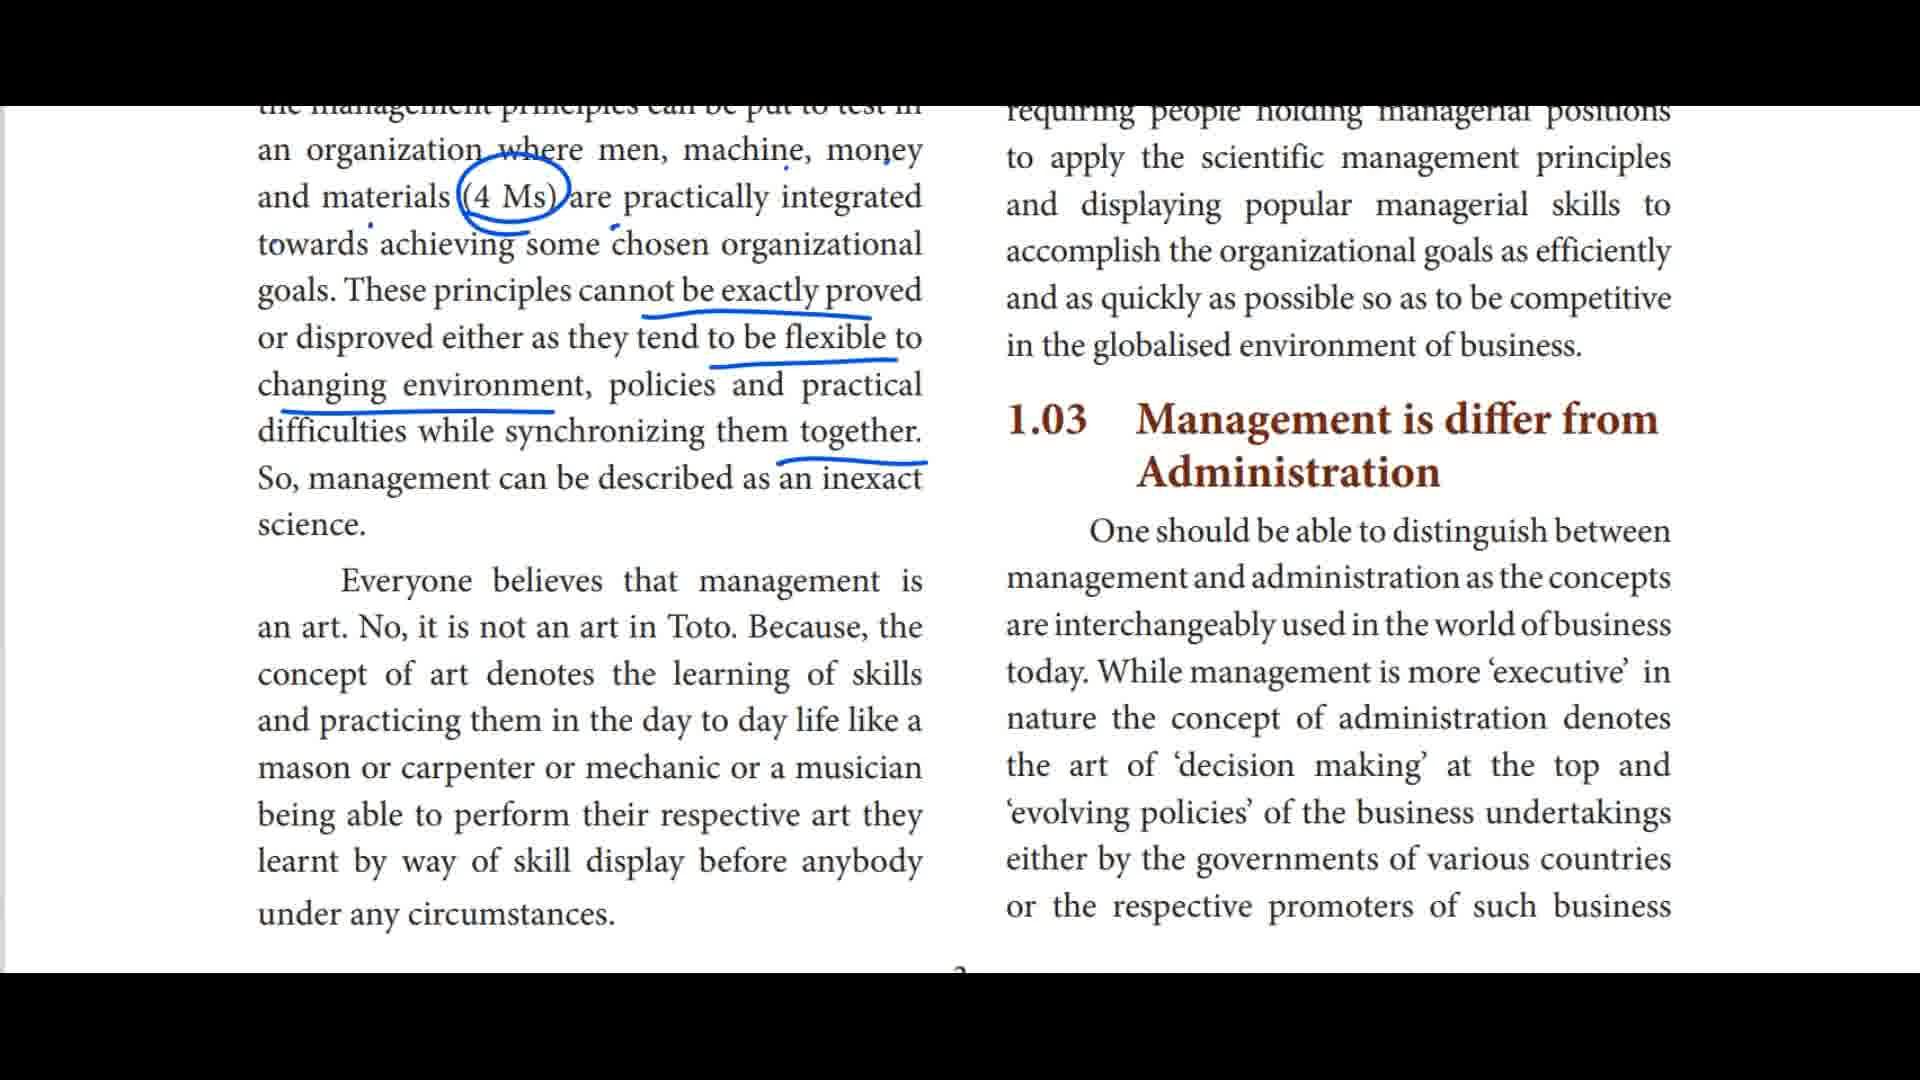 the management principles can be put to test in
an organization where men, machine, money
and materials (4 Ms) are practically integrated
towards achieving some chosen organizational
goals. These principles cannot be exactly proved
or disproved either as they tend to be flexible to
changing environment, policies and practical
difficulties while synchronizing them together.
So, management can be described as an inexact
science.
Everyone believes that management is
an art. No, it is not an art in Toto. Because, the
concept of art denotes the learning of skills
and practicing them in the day to day life like a
mason or carpenter or mechanic or a musician
being able to perform their respective art they
learnt by way of skill display before anybody
under any circumstances.
requiring people holding managerial positions
to apply the scientific management principles
and displaying popular managerial skills to
accomplish the organizational goals as efficiently
and as quickly as possible so as to be competitive
in the globalised environment of business.
1.03 Management is differ from
Administration
One should be able to distinguish between
management and administration as the concepts
are interchangeably used in the world of business
today. While management is more ‘executive’ in
nature the concept of administration denotes
the art of ‘decision making’ at the top and
‘evolving policies’ of the business undertakings
either by the governments of various countries
or the respective promoters of such business